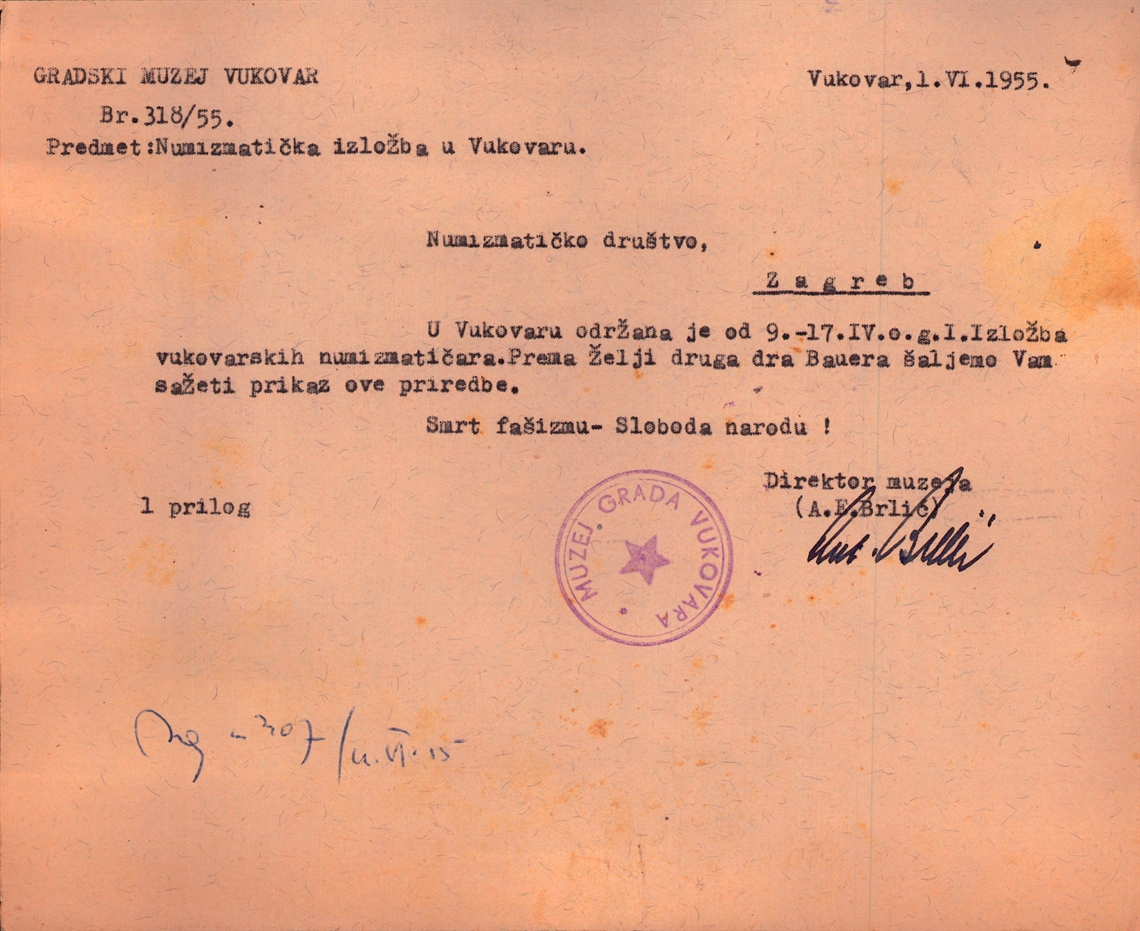 GRADSKI MUZEJ VUKOVAR
Vukovar,1.VI.1955.
Br.318/55.
Predmet:Numizmatička izložba u Vukovaru.
Numizmatičko društvo,
Z a g r e b
U Vukovaru održana je od 9.-17.IV.o.g.I.Izložba
vukovarskih numizmatičara.Prema želji druga dra Bauera šaljemo Vam
sažeti prikaz ove priredbe.
Smrt fašizmu- Sloboda narodu !
Direktor muzeja
(A.E.Brlić)
1 prilog
MUZEJ GRADA VUKOVARA
307